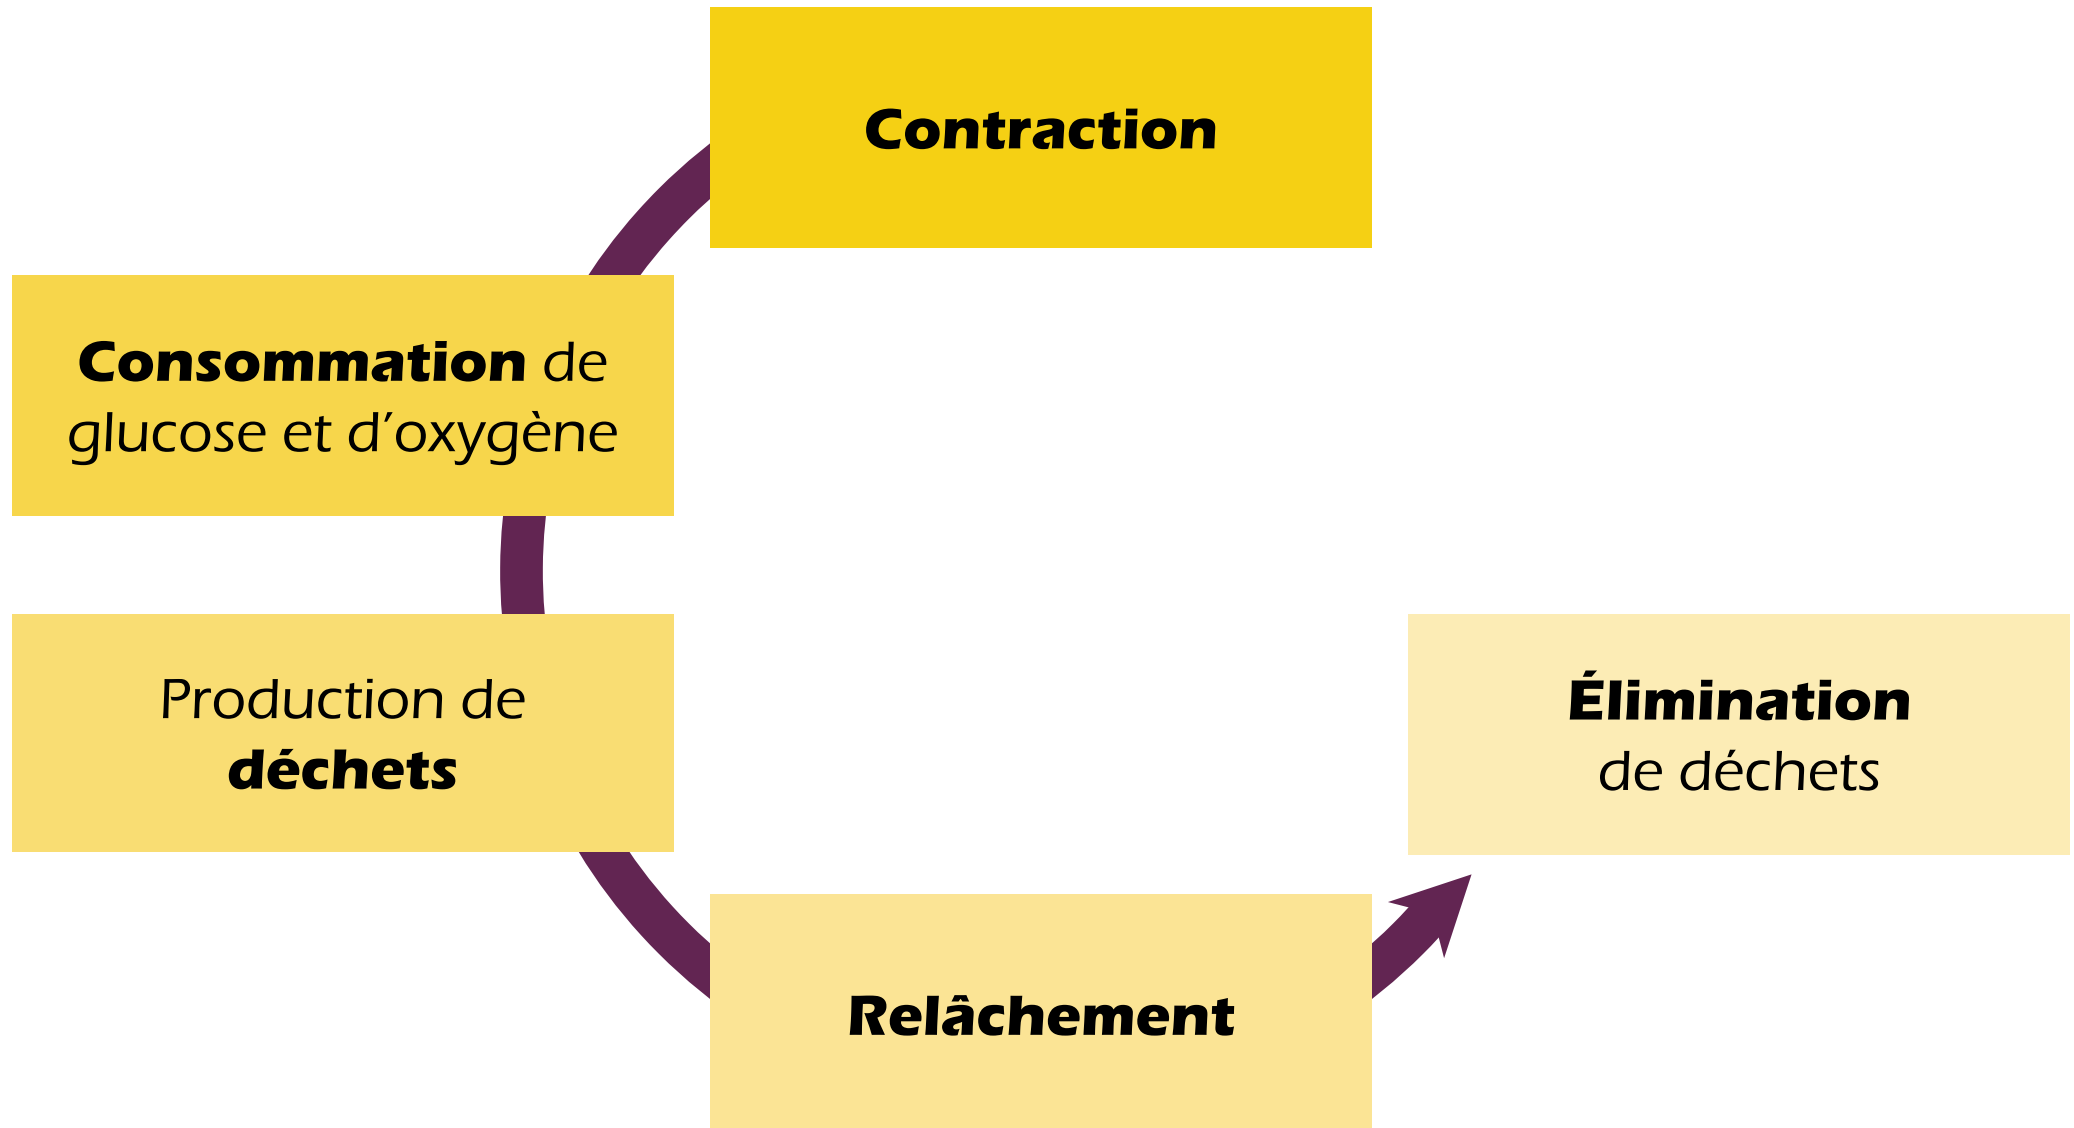 Contraction
Consommation de
glucose et d’oxygène
Production de
déchets
Relâchement
Élimination
de déchets